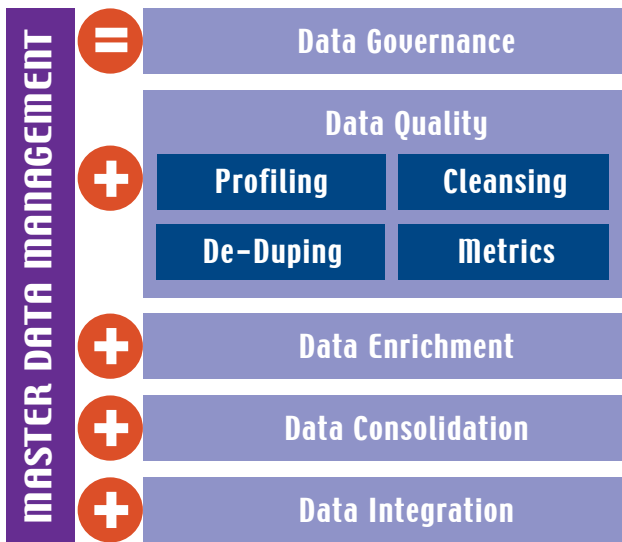 MASTER DATA MANAGEMENT
= Data Governance
+ Data Quality
Profiling
Cleansing
De-Duping
Metrics
+ Data Enrichment
+ Data Consolidation
+ Data Integration